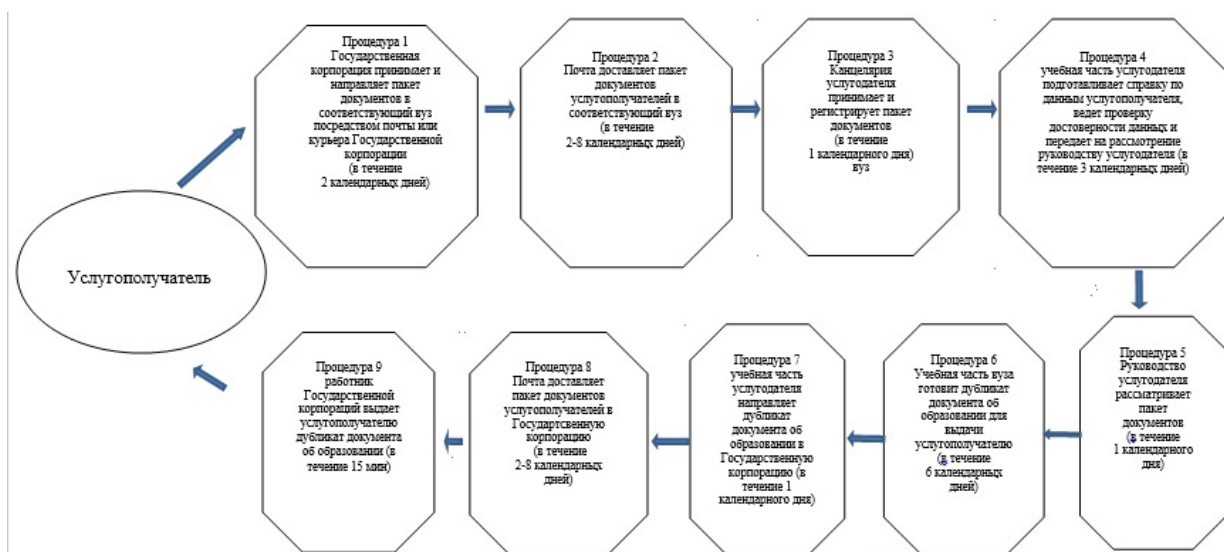 Процедура 1
Государственная
корпорация принимает и
направляет пакет
документов в
соответствующий вуз
посредством почты или
курьера Государственной
корпорации
(в течение
2 календарных дней)
Процедура 2
Почта доставляет пакет
документов
услугополучателей в
соответствующий вуз
(в течение
2-8 календарных дней)
Процедура 3
Канцелярия
услугодателя
принимает и
регистрирует пакет
документов
(в течение
1 календарного дня)
вуз
Процедура 4
учебная часть услугодателя
подготавливает справку по
данным услугополучателя,
ведет проверку
достоверности данных и
передает на рассмотрение
руководству услугодателя (в
течение 3 календарных дней)
Услугополучатель
Процедура 9
работник
Государственной
корпораций выдает
услугополучателю
дубликат документа
об образовании (в
течение 15 мин)
Процедура 8
Почта доставляет
пакет документов
услугополучателей в
Государтсвенную
корпорацию
(в течение
2-8 календарных
дней)
Процедура 7
учебная часть
услугодателя
направляет
дубликат
документа об
образовании в
Государственную
корпорацию (в
течение 1
календарного дня)
Процедура 6
Учебная часть вуза
готовит дубликат
документа об
образовании для
выдачи
услугополучателю
(в течение
6 календарных
дней)
Процедура 5
Руководство
услугодателя
рассматривает
пакет
документов
(в течение
1 календарного
дня)